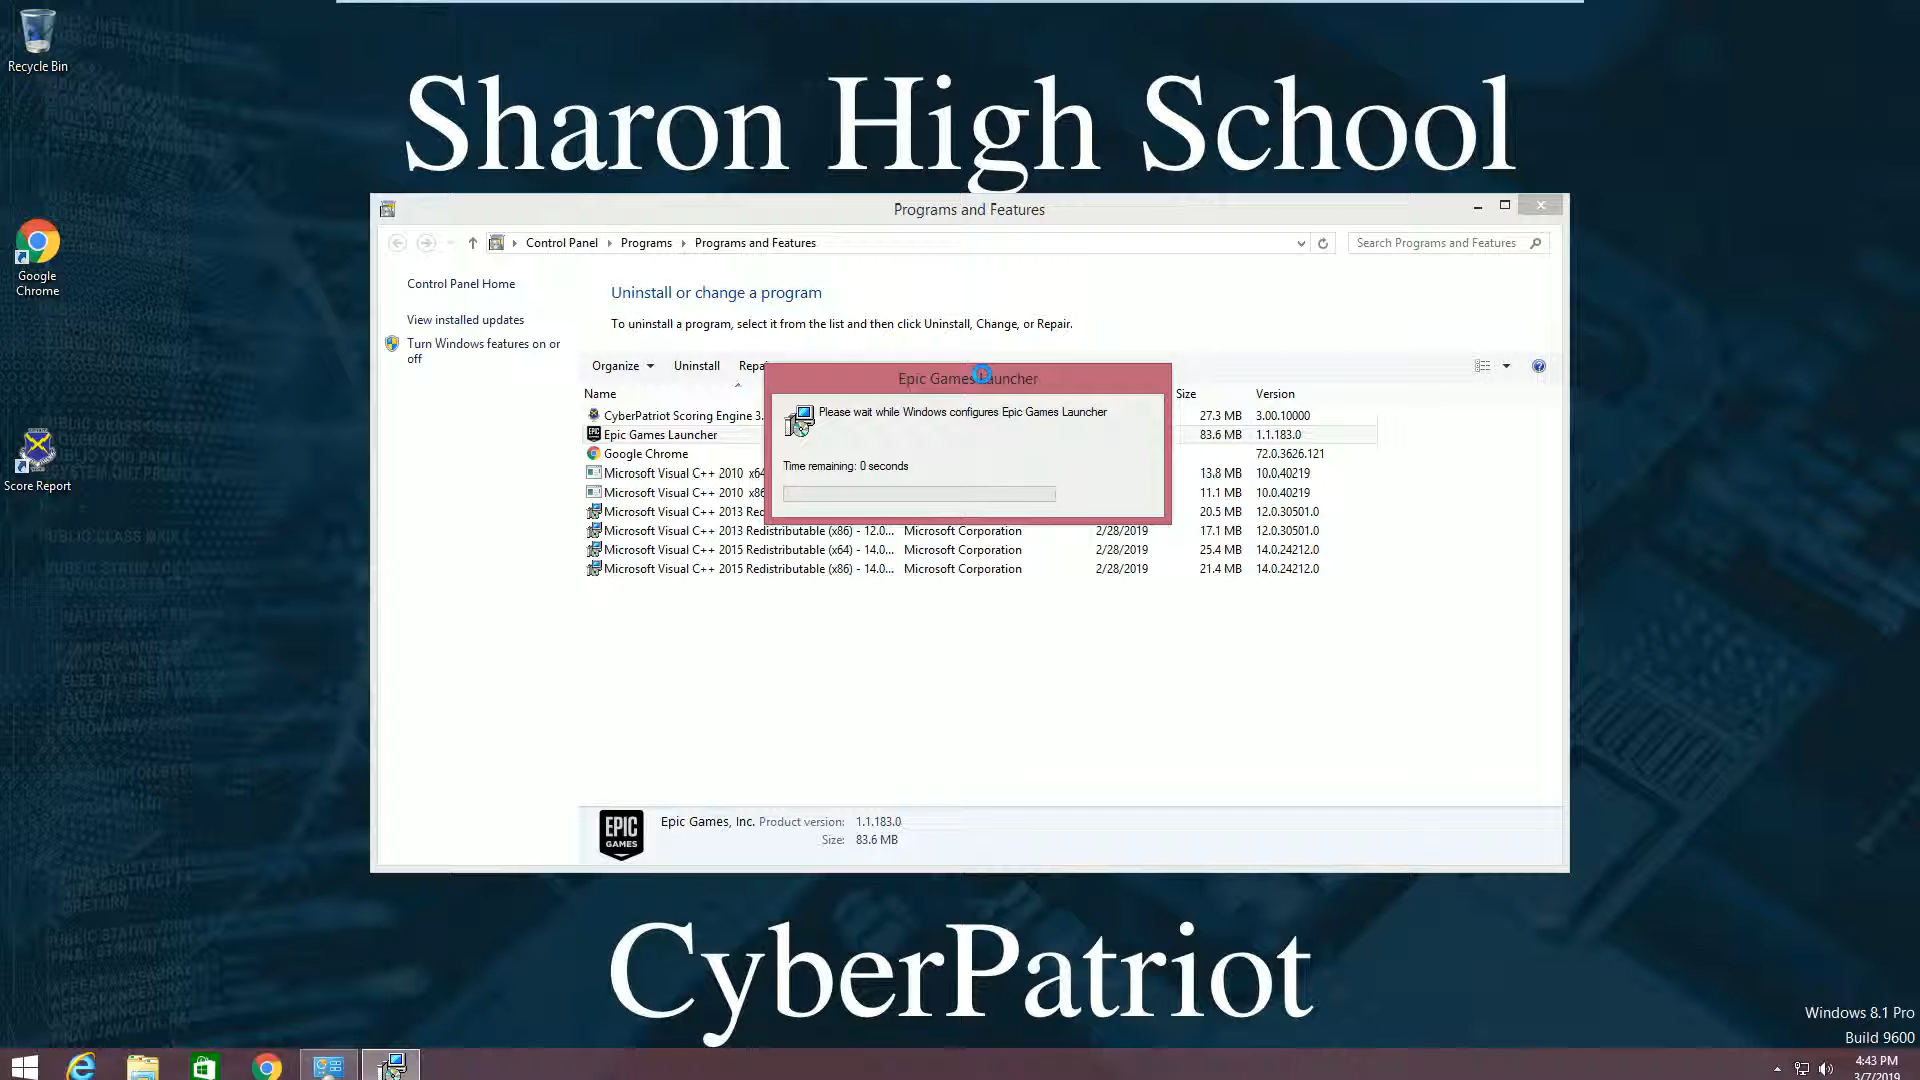 Recycle Bin
Sharon High School
Programs and Features
Control Panel
Programs
Programs and Features
Search Programs and Features
Google
Chrome
Control Panel Home
View installed updates
Turn Windows features on or
off
Uninstall or change a program
To uninstall a program, select it from the list and then click Uninstall, Change, or Repair.
Organize
Uninstall
Repa
Name
Size
Version
CyberPatriot Scoring Engine 3.
27.3 MB
3.00.10000
Epic Games Launcher
83.6 MB
1.1.183.0
Google Chrome
72.0.3626.121
Microsoft Visual C++ 2010 x64
13.8 MB
10.0.40219
Microsoft Visual C++ 2010 x86
11.1 MB
10.0.40219
Microsoft Visual C++ 2013 Rec
20.5 MB
12.0.30501.0
Microsoft Visual C++ 2013 Redistributable (x86) - 12.0...
Microsoft Corporation
2/28/2019
17.1 MB
12.0.30501.0
Microsoft Visual C++ 2015 Redistributable (x64) - 14.0...
Microsoft Corporation
2/28/2019
25.4 MB
14.0.24212.0
Microsoft Visual C++ 2015 Redistributable (x86) - 14.0...
Microsoft Corporation
2/28/2019
21.4 MB
14.0.24212.0
Epic Games Launcher
Please wait while Windows configures Epic Games Launcher
Time remaining: 0 seconds
Score Report
EPIC
GAMES
Epic Games, Inc.
Product version:
1.1.183.0
Size:
83.6 MB
CyberPatriot
Windows 8.1 Pro
Build 9600
4:43 PM
3/7/2019